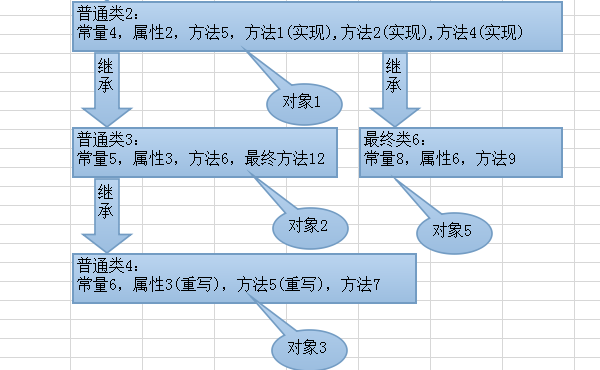 普通类2：
常量4，属性2，方法5，方法1(实现),方法2(实现),方法4(实现)
继承
继承
对象1
普通类3：
常量5，属性3，方法6，最终方法12
最终类6：
常量8，属性6，方法9
继承
对象2
对象5
普通类4：
常量6，属性3(重写)，方法5(重写)，方法7
对象3